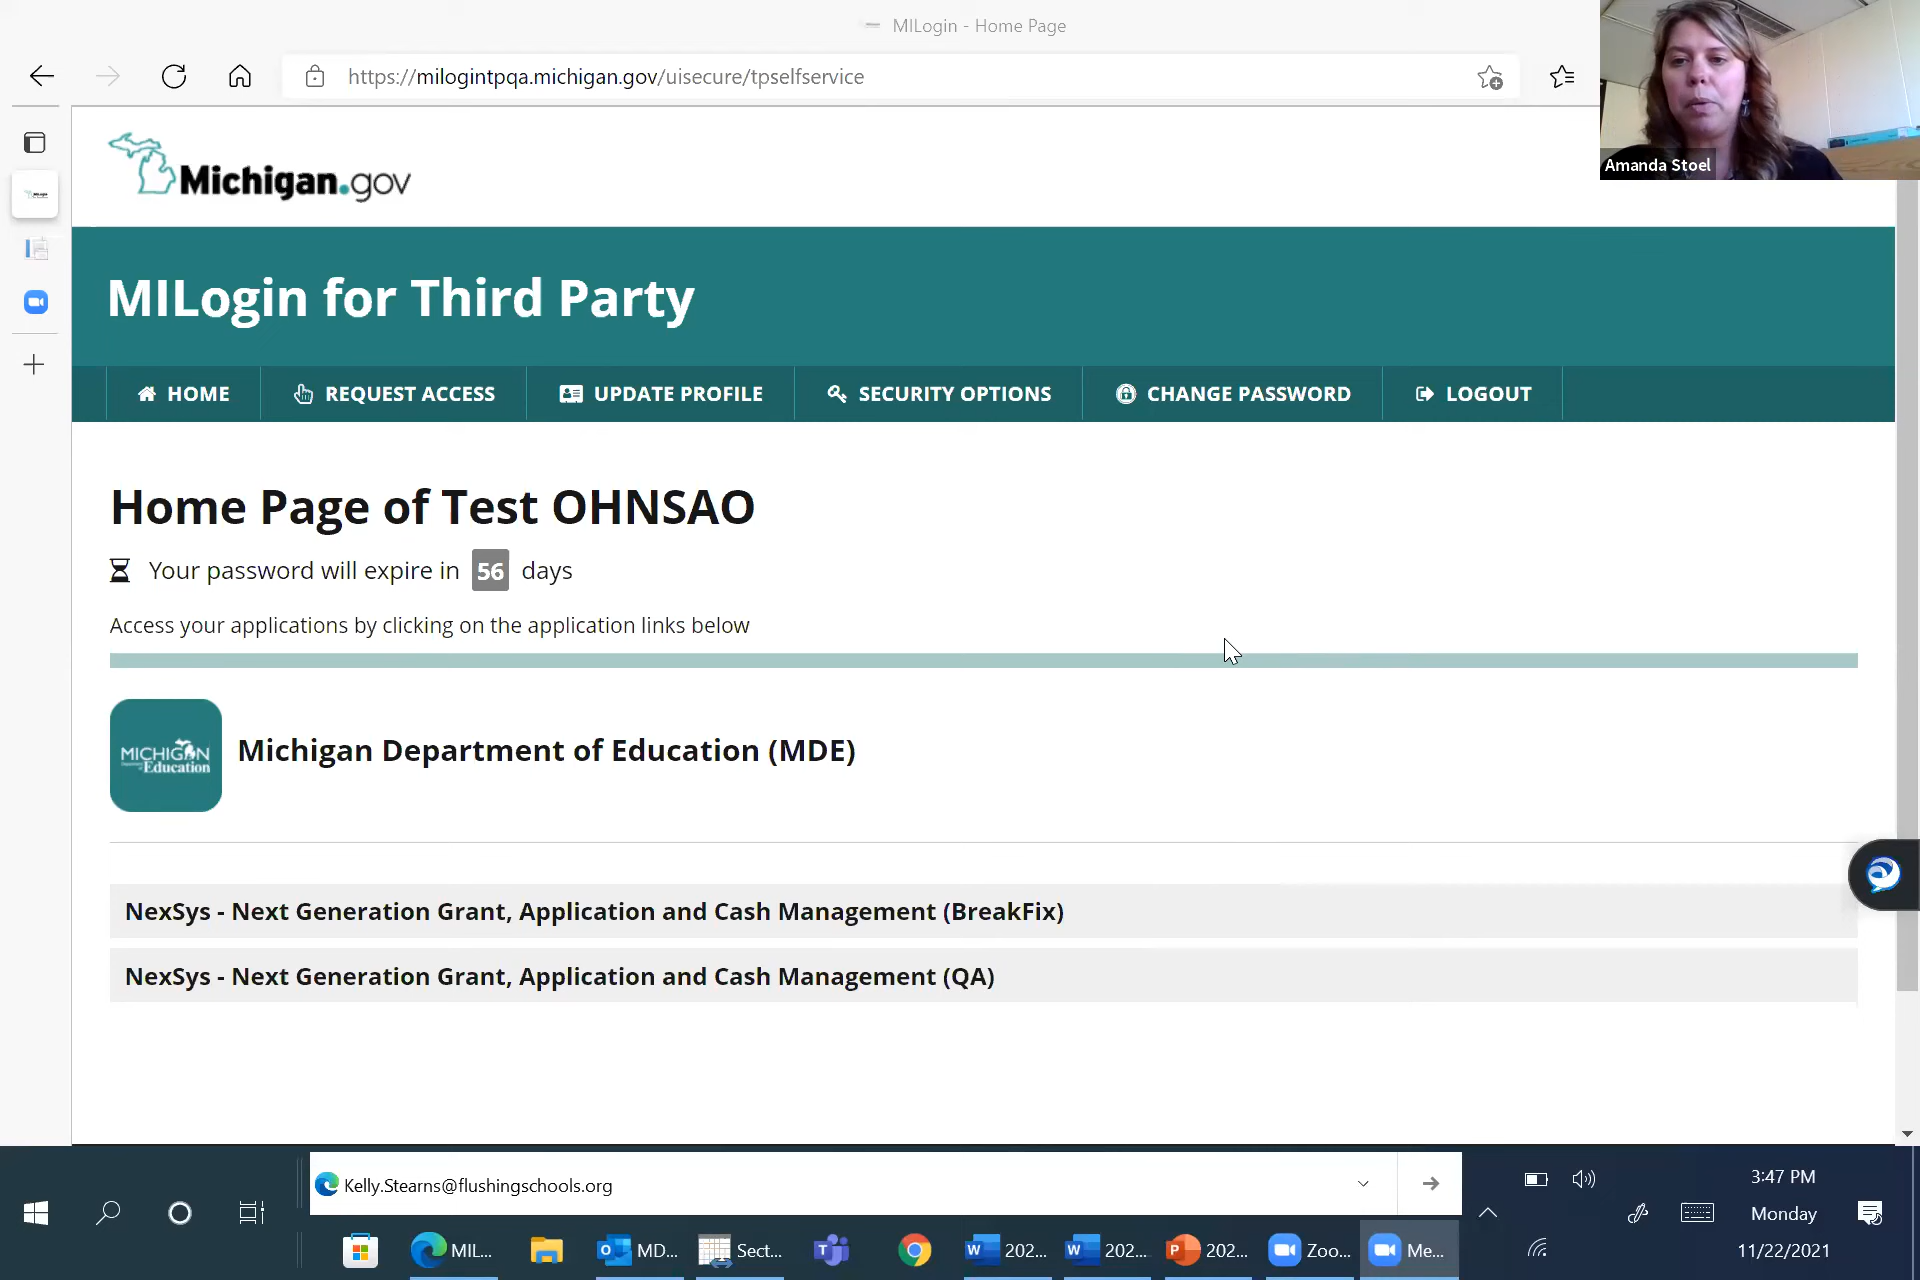 MILogin - Home Page
https://milogintpqa.michigan.gov/uisecure/tpselfservice
Amanda Stoel
Michigan.gov
MILogin for Third Party
HOME
REQUEST ACCESS
UPDATE PROFILE
SECURITY OPTIONS
CHANGE PASSWORD
LOGOUT
Home Page of Test OHNSAO
Your password will expire in 56 days
Access your applications by clicking on the application links below
MICHIGAN
Education
Michigan Department of Education (MDE)
NexSys - Next Generation Grant, Application and Cash Management (BreakFix)
NexSys - Next Generation Grant, Application and Cash Management (QA)
Kelly.Stearns@flushingschools.org
3:47 PM
Monday
11/22/2021
MIL...
MD...
Sect...
202...
202...
202...
Zoo...
Me...